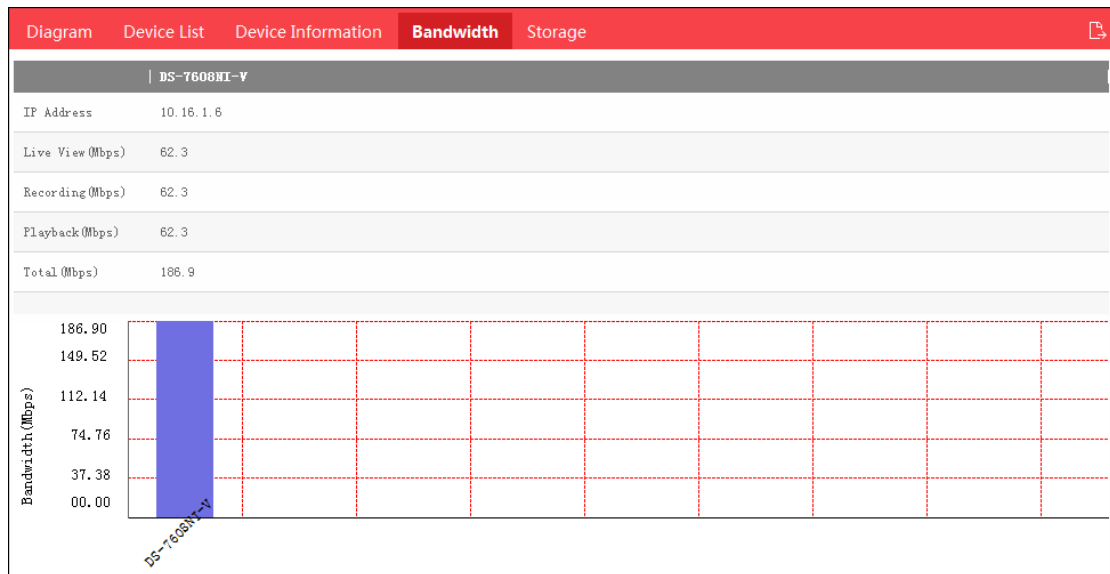 Diagram Device List Device Information Bandwidth Storage
| DS-7608NI-V
IP Address 10.16.1.6
Live View(Mbps) 62.3
Recording(Mbps) 62.3
Playback(Mbps) 62.3
Total(Mbps) 186.9
186.90
149.52
112.14
74.76
37.38
00.00
Bandwidth(Mbps)
DS-7608NI-V